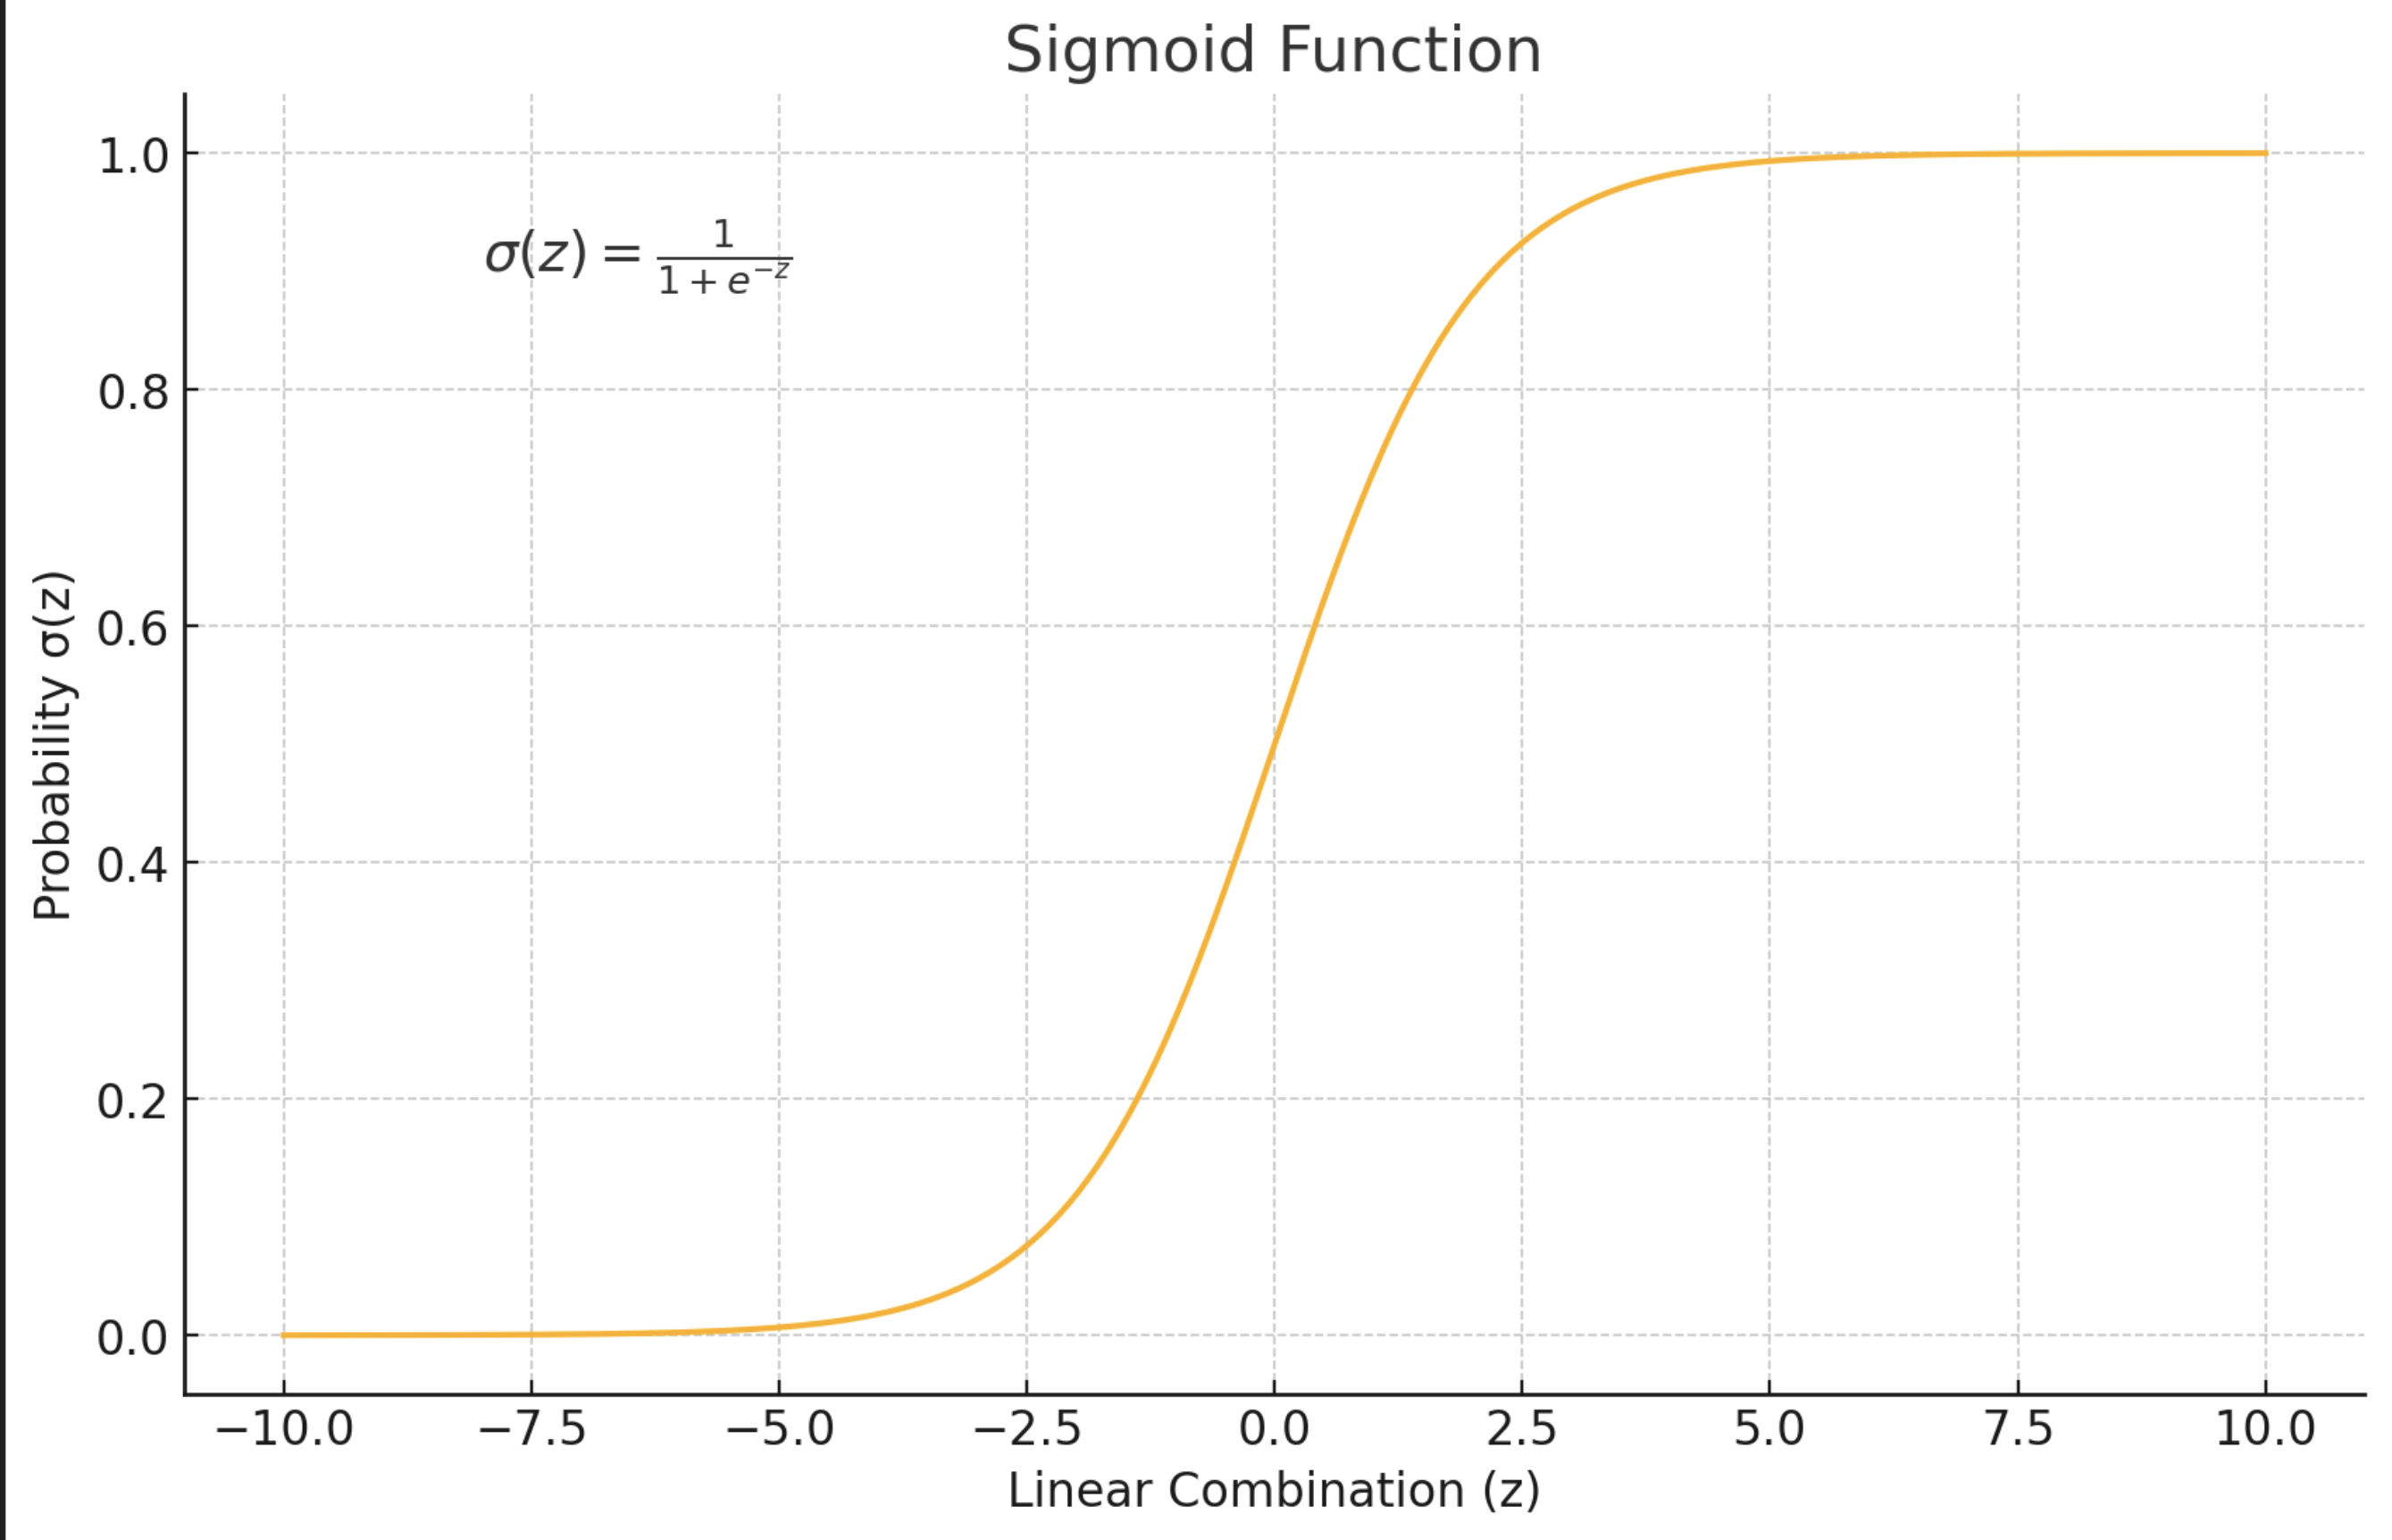 Sigmoid Function
1.0
σ(z) = 1 / 1 + e^−z
0.8
0.6
0.4
0.2
0.0
Probability σ(z)
−10.0 −7.5 −5.0 −2.5 0.0 2.5 5.0 7.5 10.0
Linear Combination (z)